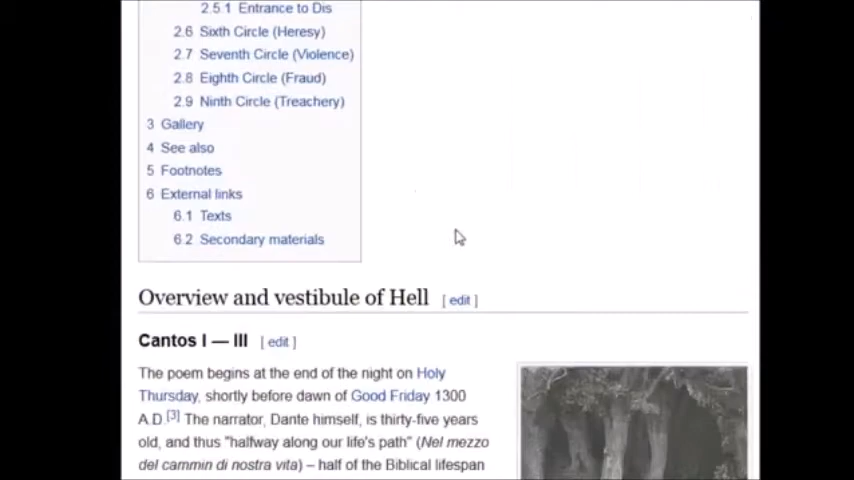 2.5.1 Entrance to Dis
2.6 Sixth Circle (Heresy)
2.7 Seventh Circle (Violence)
2.8 Eighth Circle (Fraud)
2.9 Ninth Circle (Treachery)
3 Gallery
4 See also
5 Footnotes
6 External links
6.1 Texts
6.2 Secondary materials
Overview and vestibule of Hell [ edit ]
Cantos I — III [ edit ]
The poem begins at the end of the night on Holy
Thursday, shortly before dawn of Good Friday 1300
A.D.[3] The narrator, Dante himself, is thirty-five years
old, and thus "halfway along our life's path" (Nel mezzo
del cammin di nostra vita) – half of the Biblical lifespan